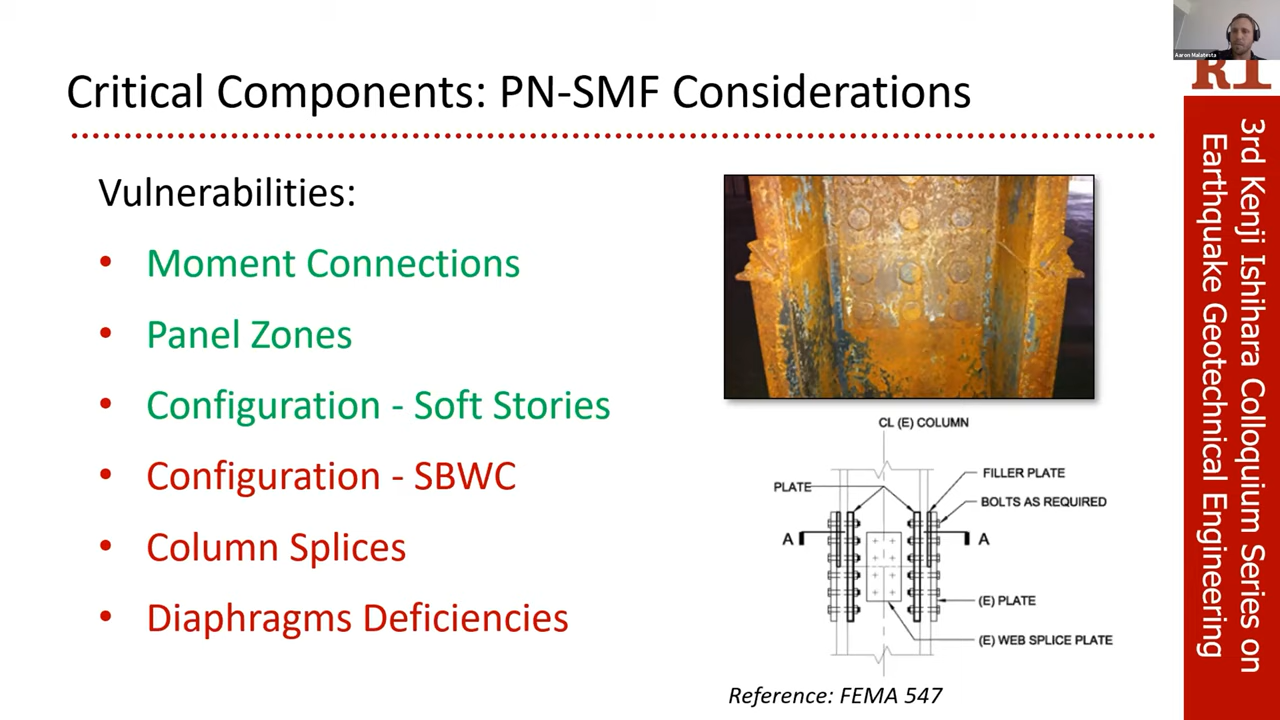 Critical Components: PN-SMF Considerations
Vulnerabilities:
• Moment Connections
• Panel Zones
• Configuration - Soft Stories
• Configuration - SBWC
• Column Splices
• Diaphragms Deficiencies
CL (E) COLUMN
FILLER PLATE
PLATE
BOLTS AS REQUIRED
A
A
(E) PLATE
(E) WEB SPLICE PLATE
Reference: FEMA 547
Aaron Malatesta
3rd Kenji Ishihara Colloquium Series on
Earthquake Geotechnical Engineering